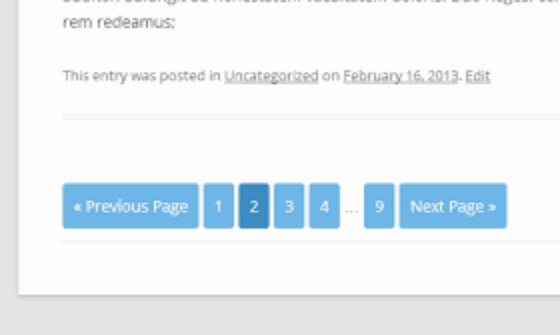 rem redeamus;
This entry was posted in Uncategorized on February 16, 2013. Edit
« Previous Page 1 2 3 4 ... 9 Next Page »